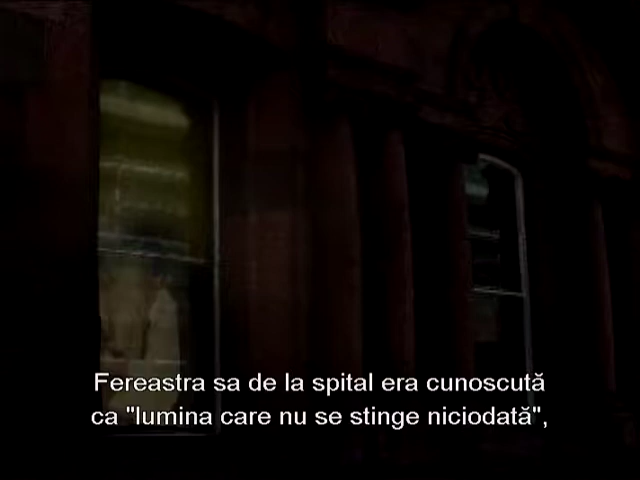 Fereastra sa de la spital era cunoscută
ca "lumina care nu se stinge niciodată",